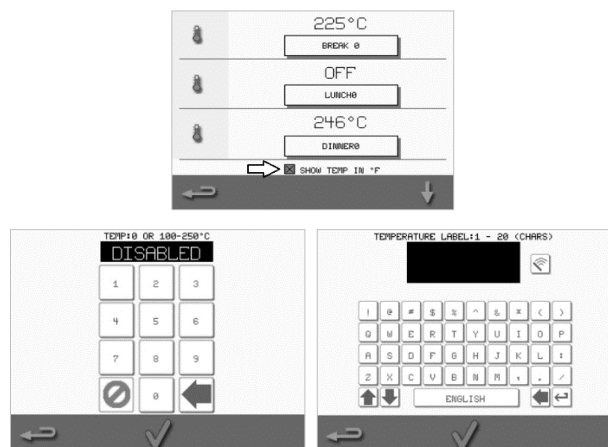 225°C
BREAK 0
OFF
LUNCH0
246°C
DINNER0
SHOW TEMP IN °F
TEMP:0 OR 100-250°C
DISABLED
1 2 3
4 5 6
7 8 9
0
TEMPERATURE LABEL:1 - 20 (CHARS)
! @ # $ % ^ & * ( )
Q W E R T Y U I O P
A S D F G H J K L :
Z X C V B N M , . /
ENGLISH